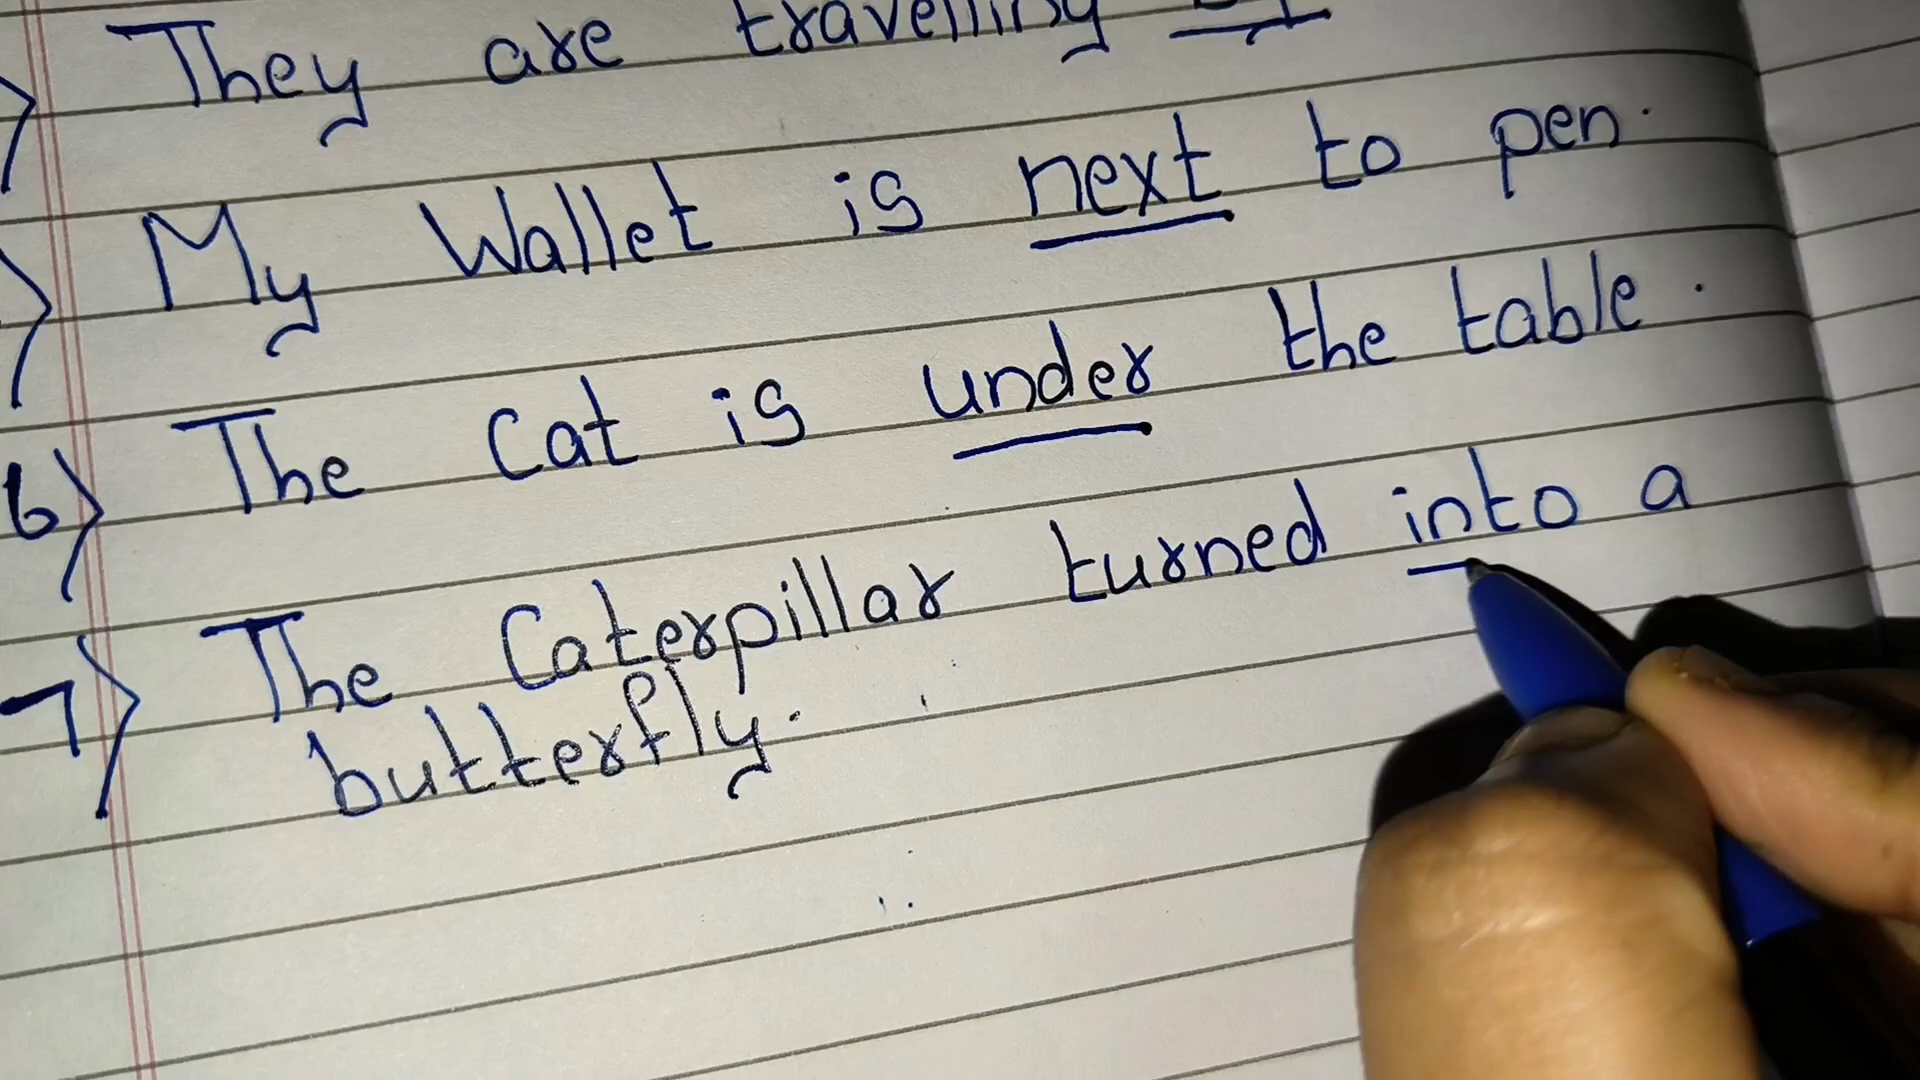 They are travelling
My Wallet is next to pen.
6) The Cat is under the table.
7) The Caterpillar turned into a
butterfly.